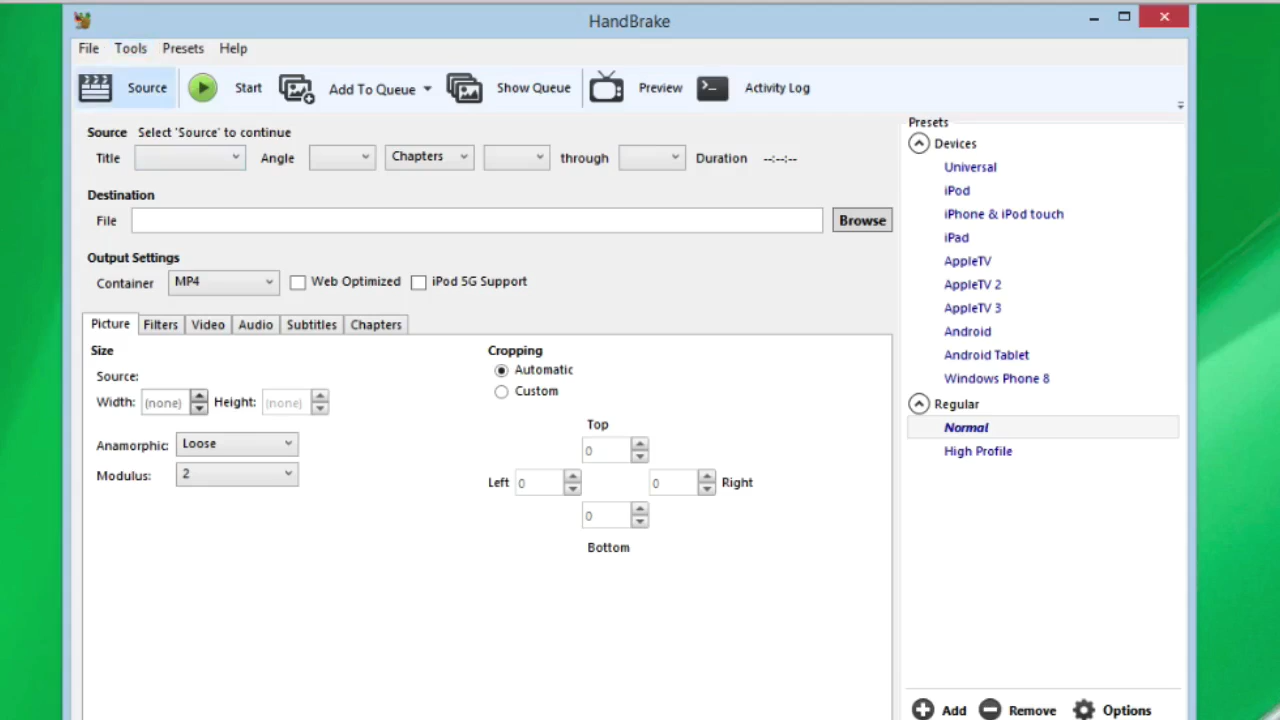 HandBrake
File Tools Presets Help
Source Start Add To Queue Show Queue Preview Activity Log
Source Select 'Source' to continue
Title Angle Chapters through Duration --:--:--
Destination
File Browse
Output Settings
Container MP4 Web Optimized iPod 5G Support
Picture Filters Video Audio Subtitles Chapters
Size
Source:
Width: (none) Height: (none)
Anamorphic: Loose
Modulus: 2
Cropping
Automatic
Custom
Top
0
Left 0 0 Right
0
Bottom
Presets
Devices
Universal
iPod
iPhone & iPod touch
iPad
AppleTV
AppleTV 2
AppleTV 3
Android
Android Tablet
Windows Phone 8
Regular
Normal
High Profile
Add Remove Options